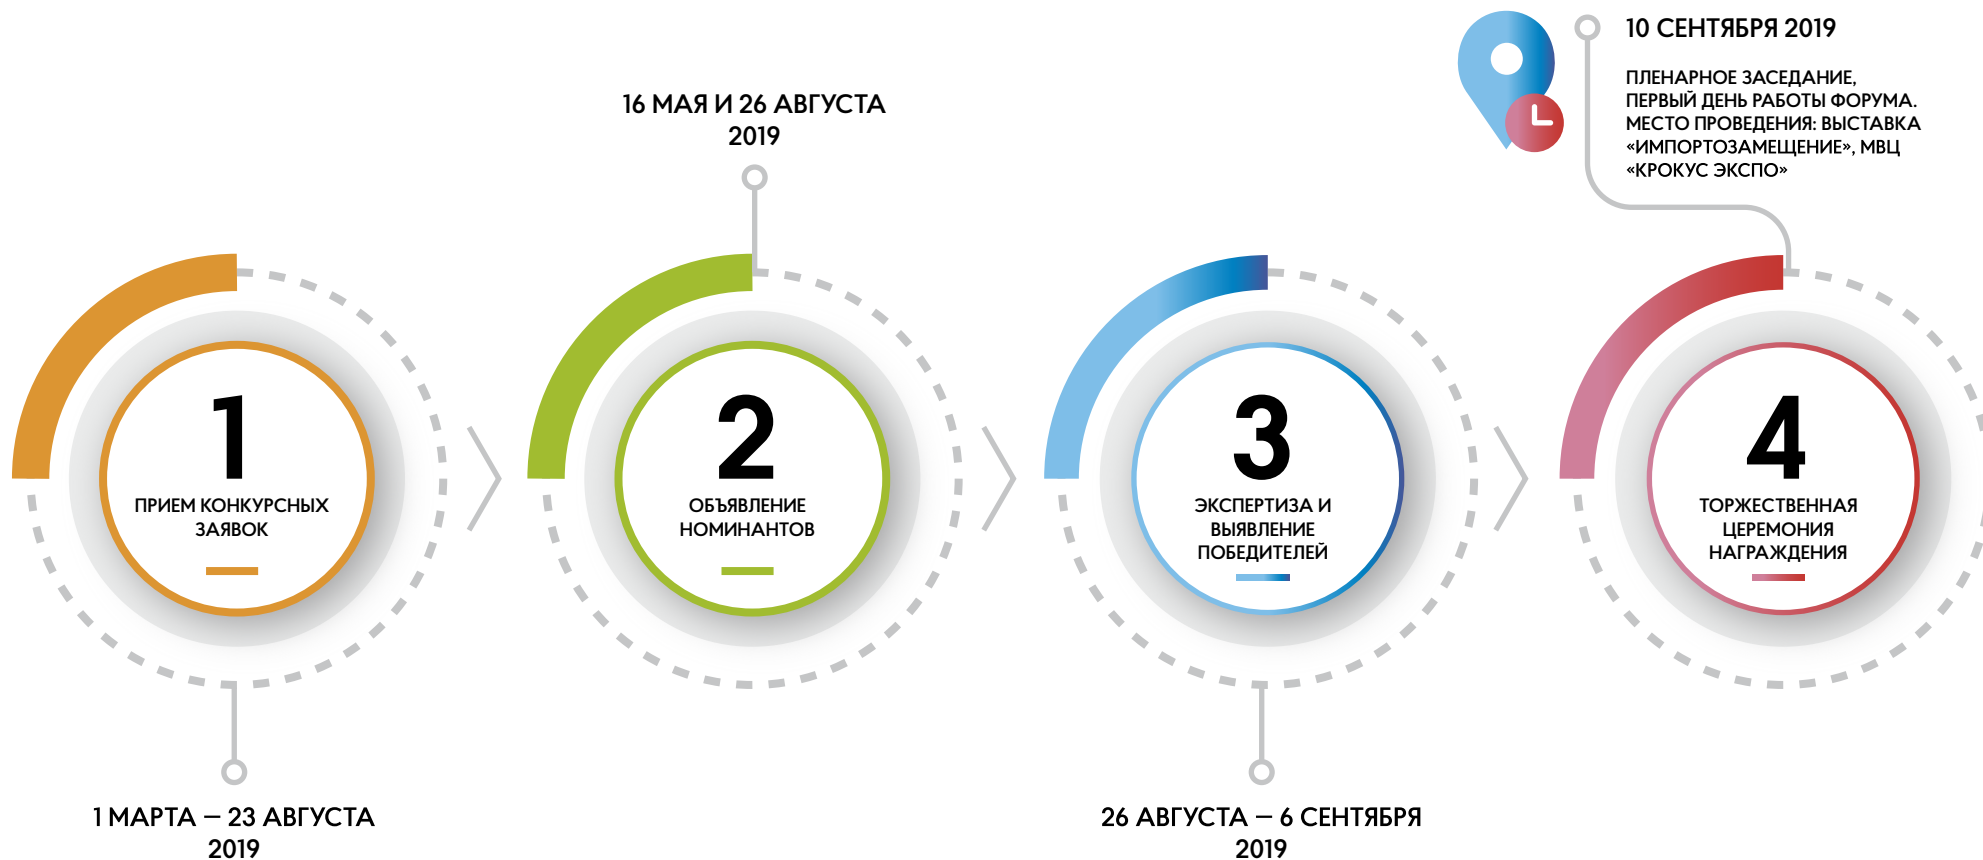 1
ПРИЕМ КОНКУРСНЫХ
ЗАЯВОК
1 МАРТА – 23 АВГУСТА
2019
16 МАЯ И 26 АВГУСТА
2019
2
ОБЪЯВЛЕНИЕ
НОМИНАНТОВ
3
ЭКСПЕРТИЗА И
ВЫЯВЛЕНИЕ
ПОБЕДИТЕЛЕЙ
26 АВГУСТА – 6 СЕНТЯБРЯ
2019
10 СЕНТЯБРЯ 2019
ПЛЕНАРНОЕ ЗАСЕДАНИЕ,
ПЕРВЫЙ ДЕНЬ РАБОТЫ ФОРУМА.
МЕСТО ПРОВЕДЕНИЯ: ВЫСТАВКА
«ИМПОРТОЗАМЕЩЕНИЕ», МВЦ
«КРОКУС ЭКСПО»
4
ТОРЖЕСТВЕННАЯ
ЦЕРЕМОНИЯ
НАГРАЖДЕНИЯ